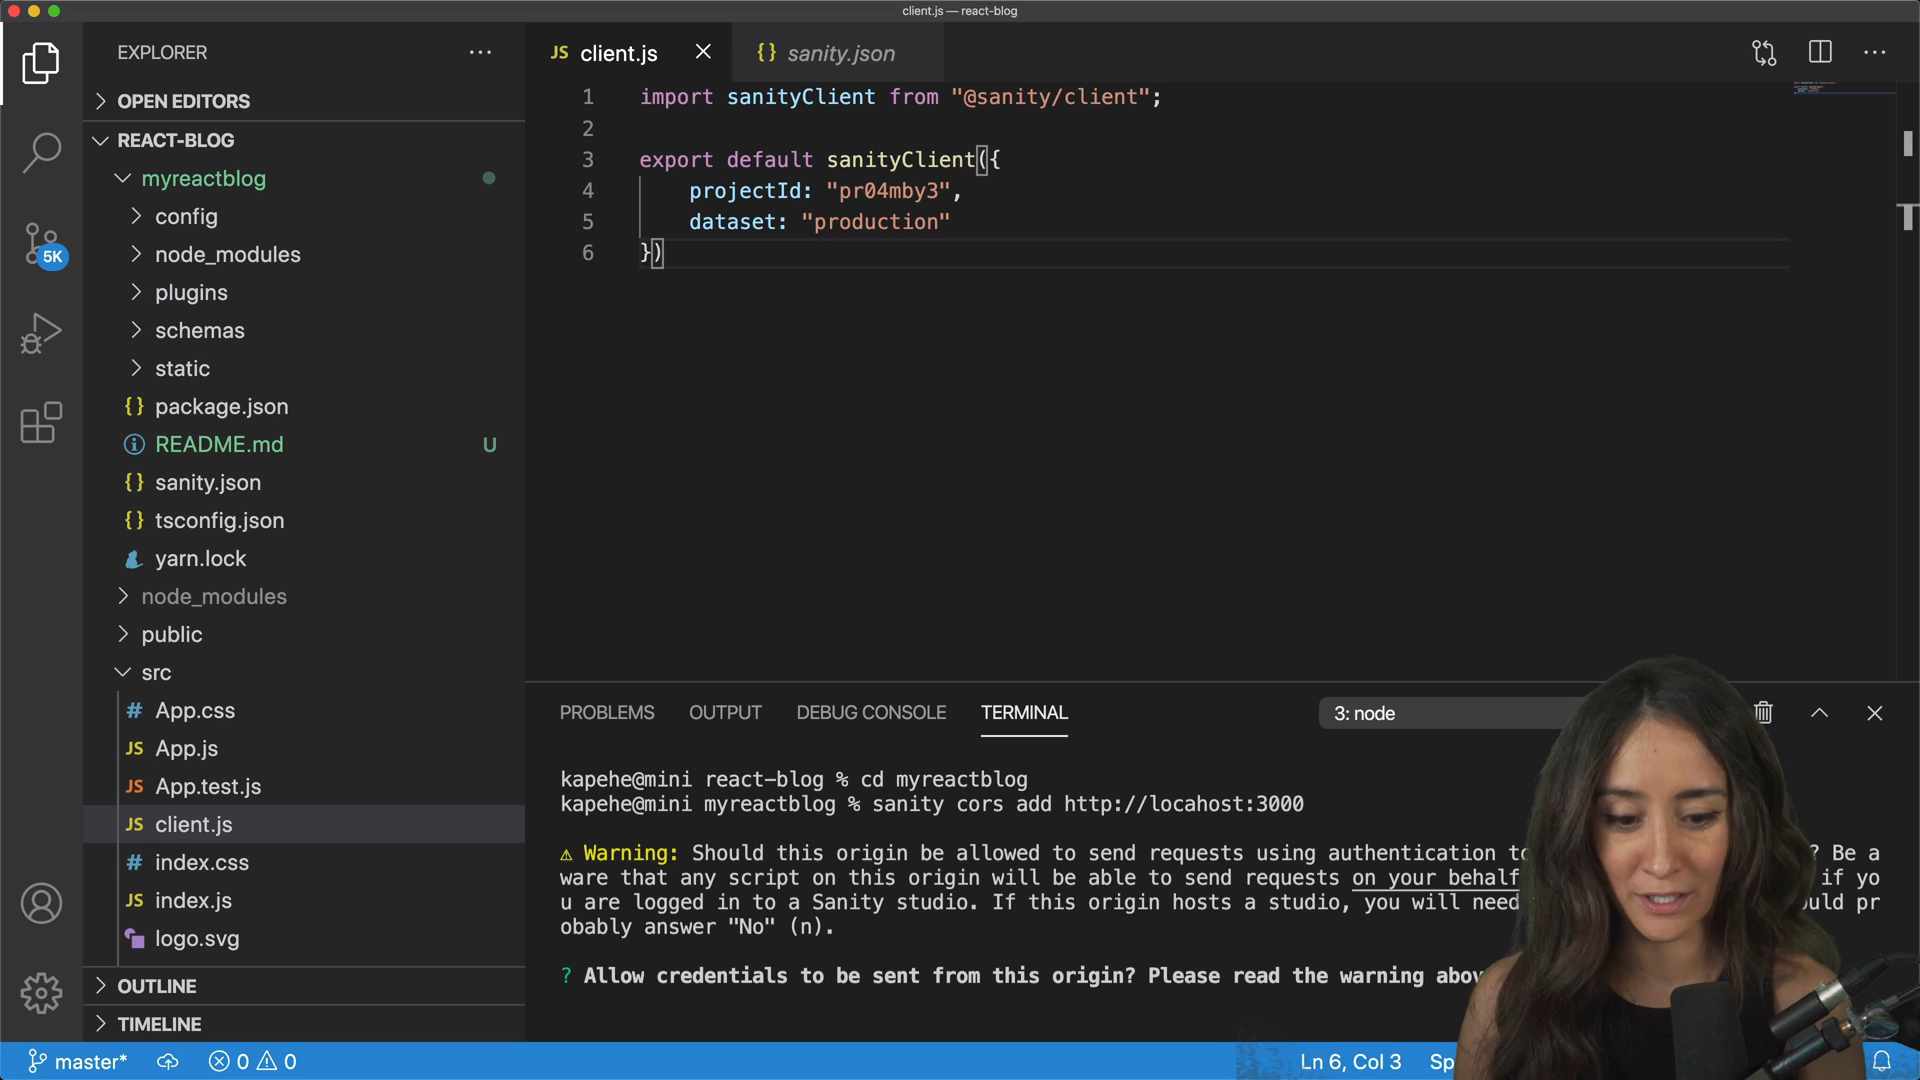 client.js — react-blog
EXPLORER
OPEN EDITORS
REACT-BLOG
myreactblog
config
node_modules
plugins
schemas
static
{} package.json
README.md U
{} sanity.json
{} tsconfig.json
yarn.lock
node_modules
public
src
# App.css
JS App.js
JS App.test.js
JS client.js
# index.css
JS index.js
logo.svg
OUTLINE
TIMELINE
5K
JS client.js
{} sanity.json
1 import sanityClient from "@sanity/client";
2
3 export default sanityClient({
4 projectId: "pr04mby3",
5 dataset: "production"
6 })
PROBLEMS OUTPUT DEBUG CONSOLE TERMINAL 3: node
kapehe@mini react-blog % cd myreactblog
kapehe@mini myreactblog % sanity cors add http://locahost:3000
⚠ Warning: Should this origin be allowed to send requests using authentication ? Be a
ware that any script on this origin will be able to send requests on your behalf if yo
u are logged in to a Sanity studio. If this origin hosts a studio, you will need pr
obably answer "No" (n).
? Allow credentials to be sent from this origin? Please read the warning
master* 0 0 Ln 6, Col 3